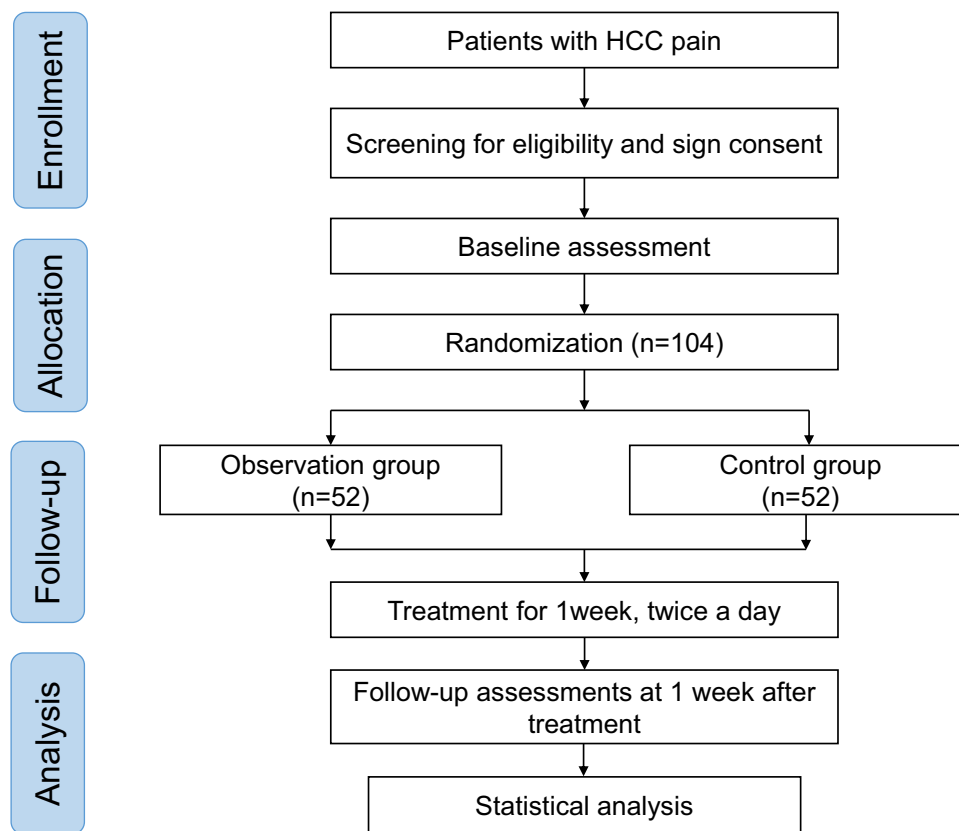 Enrollment
Patients with HCC pain
Screening for eligibility and sign consent
Allocation
Baseline assessment
Randomization (n=104)
Follow-up
Observation group
(n=52)
Control group
(n=52)
Treatment for 1week, twice a day
Analysis
Follow-up assessments at 1 week after
treatment
Statistical analysis